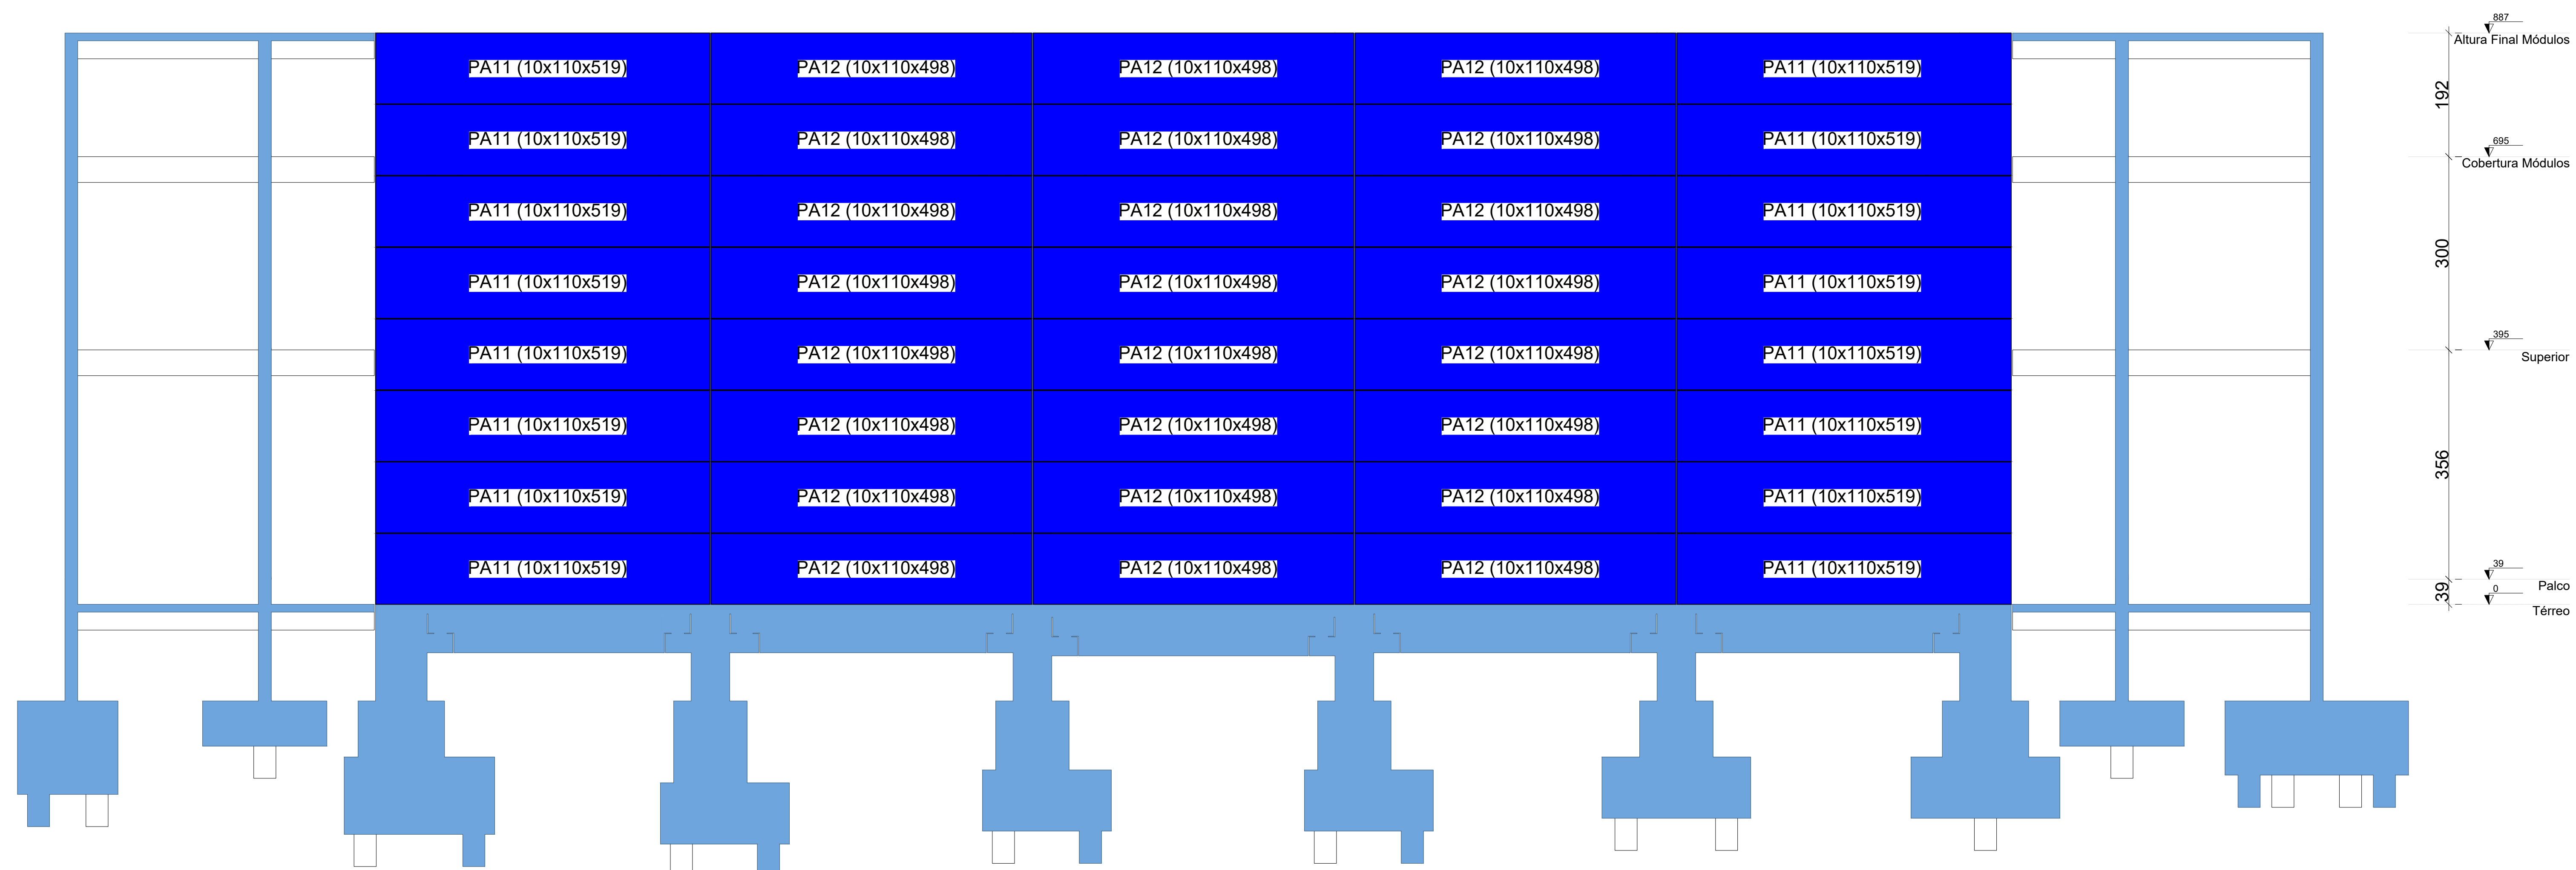 887
Altura Final Módulos
PA11 (10x110x519) PA12 (10x110x498) PA12 (10x110x498) PA12 (10x110x498) PA11 (10x110x519)
192
PA11 (10x110x519) PA12 (10x110x498) PA12 (10x110x498) PA12 (10x110x498) PA11 (10x110x519)
695
Cobertura Módulos
PA11 (10x110x519) PA12 (10x110x498) PA12 (10x110x498) PA12 (10x110x498) PA11 (10x110x519)
300
PA11 (10x110x519) PA12 (10x110x498) PA12 (10x110x498) PA12 (10x110x498) PA11 (10x110x519)
395
Superior
PA11 (10x110x519) PA12 (10x110x498) PA12 (10x110x498) PA12 (10x110x498) PA11 (10x110x519)
PA11 (10x110x519) PA12 (10x110x498) PA12 (10x110x498) PA12 (10x110x498) PA11 (10x110x519)
356
PA11 (10x110x519) PA12 (10x110x498) PA12 (10x110x498) PA12 (10x110x498) PA11 (10x110x519)
39
PA11 (10x110x519) PA12 (10x110x498) PA12 (10x110x498) PA12 (10x110x498) PA11 (10x110x519)
Palco
39
0
Térreo